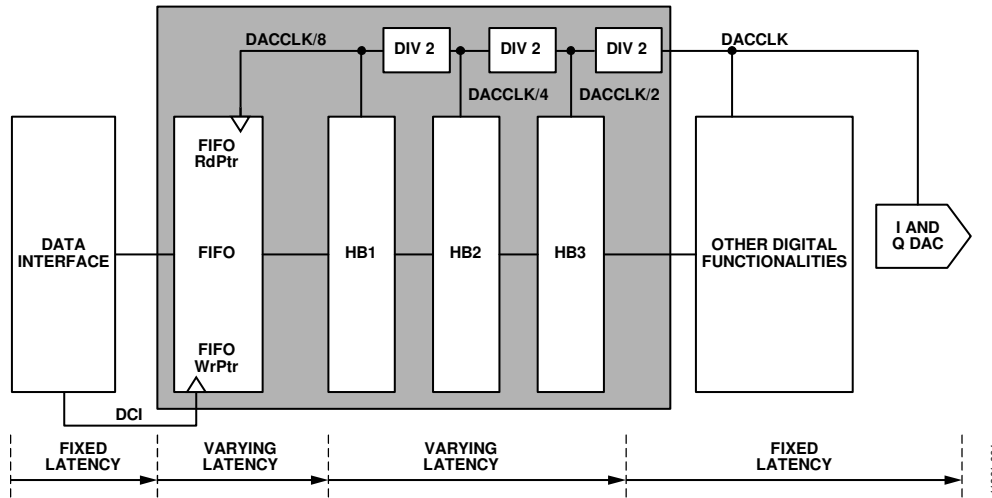 DACCLK/8
DIV 2
DIV 2
DIV 2
DACCLK
DACCLK/4
DACCLK/2
FIFO
RdPtr
DATA
INTERFACE
FIFO
HB1
HB2
HB3
OTHER DIGITAL
FUNCTIONALITIES
I AND
Q DAC
FIFO
WrPtr
DCI
FIXED
LATENCY
VARYING
LATENCY
VARYING
LATENCY
FIXED
LATENCY